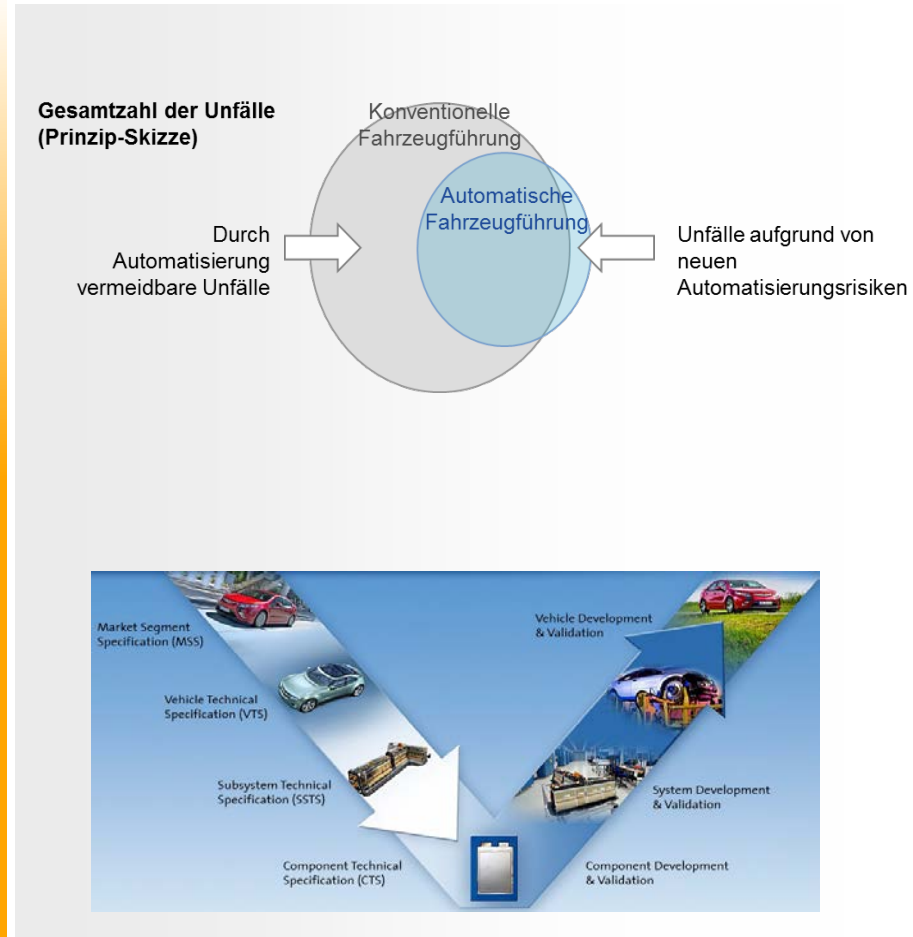 Gesamtzahl der Unfälle
(Prinzip-Skizze)
Konventionelle
Fahrzeugführung
Automatische
Fahrzeugführung
Durch
Automatisierung
vermeidbare Unfälle
Unfälle aufgrund von
neuen
Automatisierungsrisiken
Market Segment
Specification (MSS)
Vehicle Technical
Specification (VTS)
Subsystem Technical
Specification (SSTS)
Component Technical
Specification (CTS)
Vehicle Development
& Validation
System Development
& Validation
Component Development
& Validation